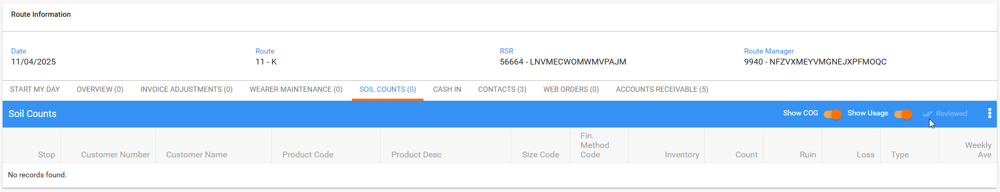 Route Information
Date
Route
RSR
Route Manager
11/04/2025
11 - K
56664 - LNVMECWOMWMVPAJM
9940 - NFZVXMEYVMGNEJXPFMOQC
START MY DAY
OVERVIEW (0)
INVOICE ADJUSTMENTS (0)
WEARER MAINTENANCE (0)
SOIL COUNTS (0)
CASH IN
CONTACTS (3)
WEB ORDERS (0)
ACCOUNTS RECEIVABLE (5)
Soil Counts
Show COG
Show Usage
Reviewed
Stop
Customer Number
Customer Name
Product Code
Product Desc
Size Code
Fin.
Method
Code
Inventory
Count
Ruin
Loss
Type
Weekly
Ave
No records found.